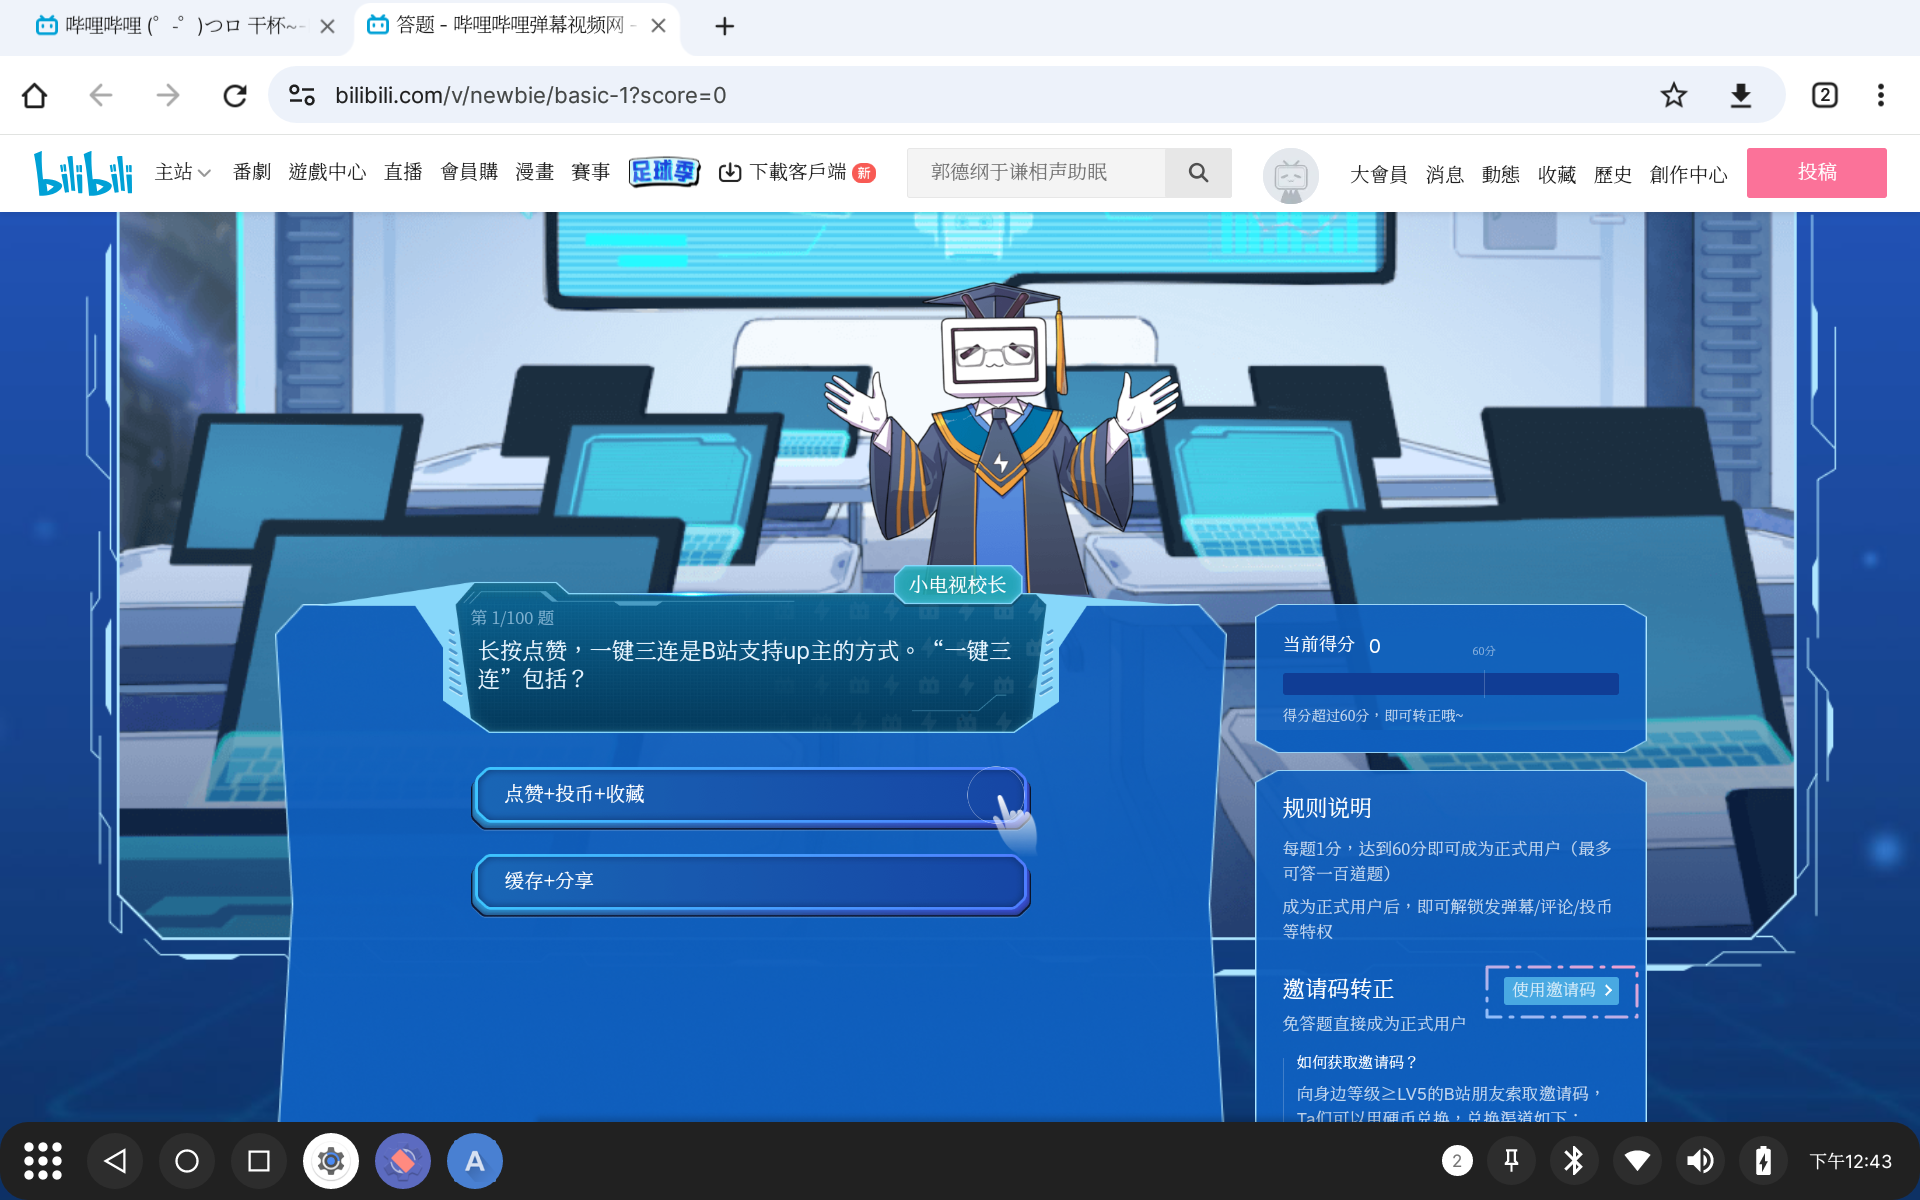 哔哩哔哩 (゜-゜)つロ 干杯~-
答题 - 哔哩哔哩弹幕视频网 -
bilibili.com/v/newbie/basic-1?score=0
2
bilibili
主站 番劇 遊戲中心 直播 會員購 漫畫 賽事 足球季 下載客戶端 新
郭德纲于谦相声助眠
大會員 消息 動態 收藏 歷史 創作中心 投稿
小电视校长
第 1/100 题
长按点赞，一键三连是B站支持up主的方式。“一键三
连”包括？
点赞+投币+收藏
缓存+分享
当前得分 0
60分
得分超过60分，即可转正哦~
规则说明
每题1分，达到60分即可成为正式用户（最多
可答一百道题）
成为正式用户后，即可解锁发弹幕/评论/投币
等特权
邀请码转正
使用邀请码
免答题直接成为正式用户
如何获取邀请码？
向身边等级≥LV5的B站朋友索取邀请码，
Ta们可以用硬币兑换，兑换渠道如下：
A
2
下午12:43